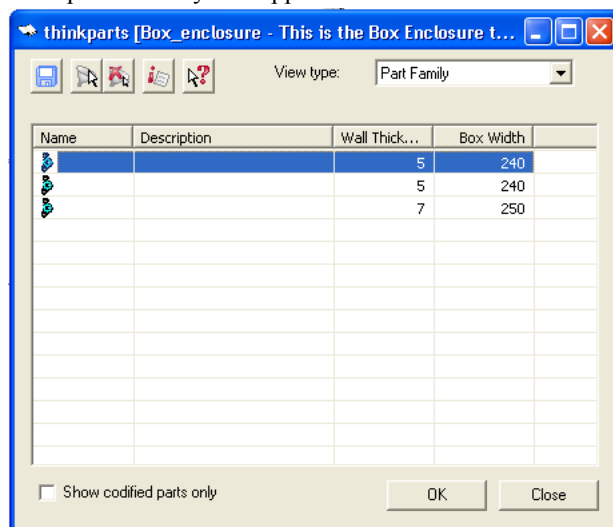 thinkparts [Box_enclosure - This is the Box Enclosure t...
View type: Part Family
Name Description Wall Thick... Box Width
5 240
5 240
7 250
Show codified parts only OK Close